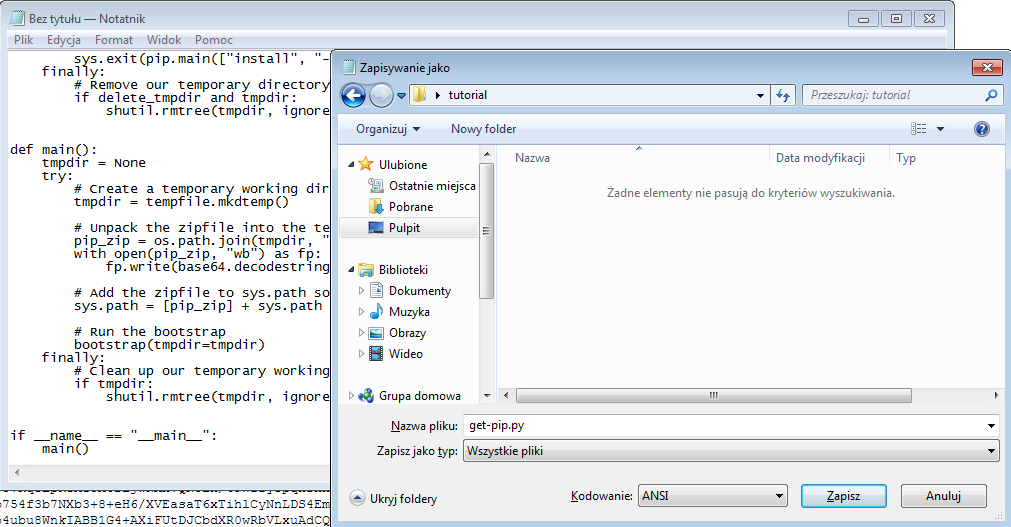 Bez tytułu — Notatnik
Plik Edycja Format Widok Pomoc
sys.exit(pip.main(["install", "-
finally:
# Remove our temporary directory
if delete_tmpdir and tmpdir:
shutil.rmtree(tmpdir, ignore
def main():
tmpdir = None
try:
# Create a temporary working dir
tmpdir = tempfile.mkdtemp()
# Unpack the zipfile into the te
pip_zip = os.path.join(tmpdir, "
with open(pip_zip, "wb") as fp:
fp.write(base64.decodestring
# Add the zipfile to sys.path so
sys.path = [pip_zip] + sys.path
# Run the bootstrap
bootstrap(tmpdir=tmpdir)
finally:
# Clean up our temporary working
if tmpdir:
shutil.rmtree(tmpdir, ignore
if __name__ == "__main__":
main()
Zapisywanie jako
tutorial
Przeszukaj: tutorial
Organizuj
Nowy folder
Ulubione
Ostatnie miejsca
Pobrane
Pulpit
Biblioteki
Dokumenty
Muzyka
Obrazy
Wideo
Grupa domowa
Nazwa Data modyfikacji Typ
Żadne elementy nie pasują do kryteriów wyszukiwania.
Nazwa pliku: get-pip.py
Zapisz jako typ: Wszystkie pliki
Ukryj foldery
Kodowanie: ANSI
Zapisz
Anuluj